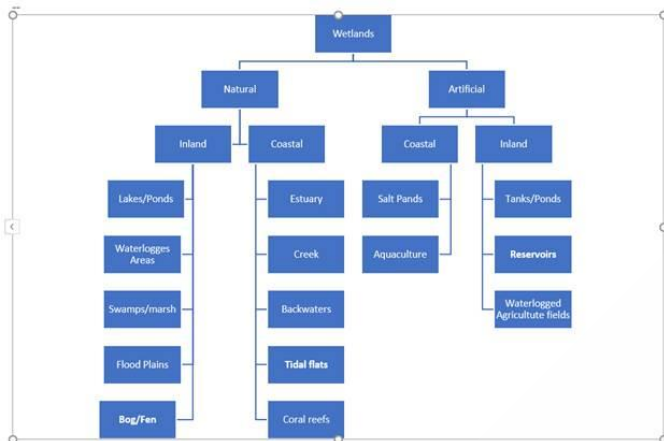 Wetlands
Natural
Artificial
Inland
Coastal
Coastal
Inland
Lakes/Ponds
Estuary
Salt Pands
Tanks/Ponds
Waterlogges
Areas
Creek
Aquaculture
Reservoirs
Swamps/marsh
Backwaters
Waterlogged
Agricultute fields
Flood Plains
Tidal flats
Bog/Fen
Coral reefs